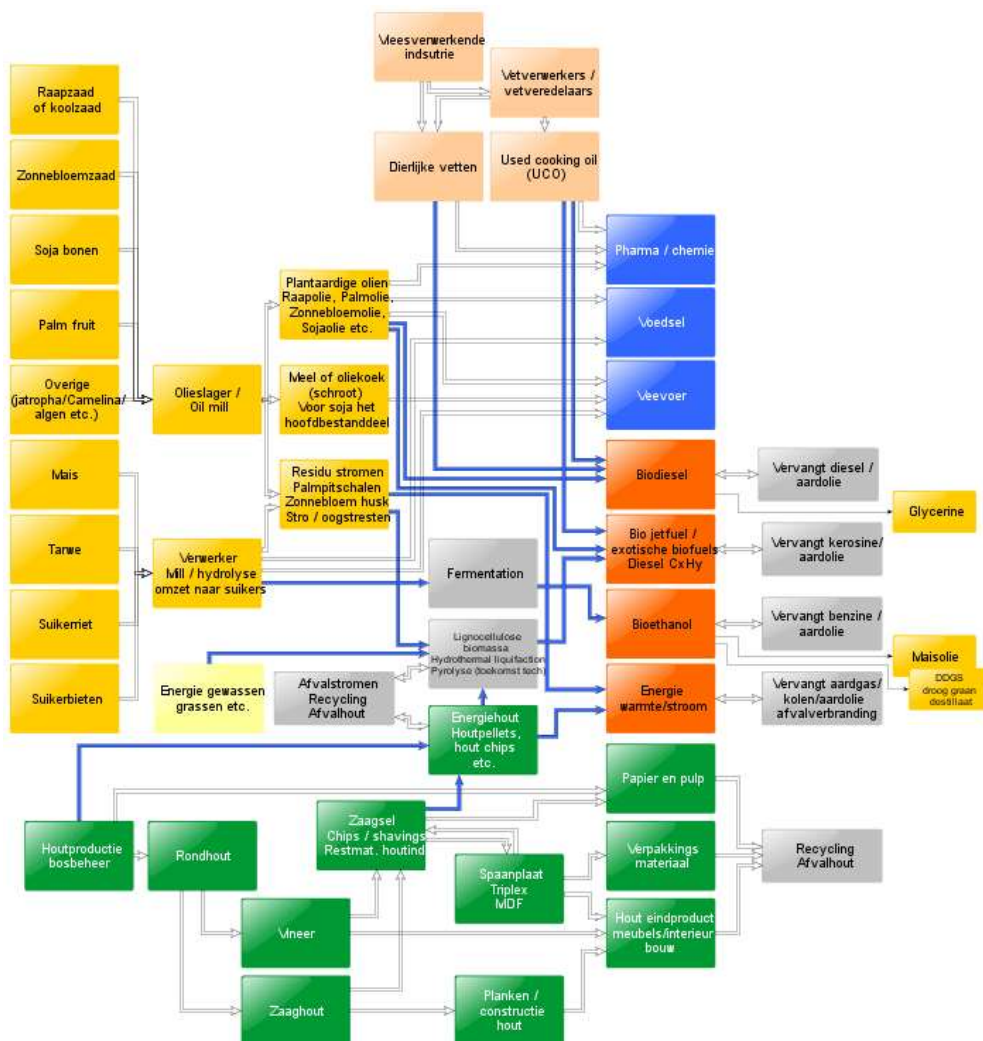 Vleesverwerkende
indsutrie
Vetverwerkers /
vetveredelaars
Raapzaad
of koolzaad
Dierlijke vetten
Used cooking oil
(UCO)
Zonnebloemzaad
Soja bonen
Pharma / chemie
Plantaardige olien
Raapolie, Palmolie,
Zonnebloemolie,
Sojaolie etc.
Palm fruit
Voedsel
Overige
(jatropha/Camelina/
algen etc.)
Olieslager /
Oil mill
Meel of oliekoek
(schroot)
Voor soja het
hoofdbestanddeel
Veevoer
Mais
Residu stromen
Palmpitschalen
Zonnebloem husk
Stro / oogstresten
Biodiesel
Vervangt diesel /
aardolie
Glycerine
Tarwe
Verwerker
Mill / hydrolyse
omzet naar suikers
Fermentation
Bio jetfuel /
exotische biofuels
Diesel CxHy
Vervangt kerosine/
aardolie
Suikerriet
Lignocellulose
biomassa
Hydrothermal liquifaction
Pyrolyse (toekomst tech)
Bioethanol
Vervangt benzine /
aardolie
Maisolie
Suikerbieten
Energie gewassen
grassen etc.
Afvalstromen
Recycling
Afvalhout
Energie
warmte/stroom
Vervangt aardgas/
kolen/aardolie
afvalverbranding
DDGS
droog graan
destillaat
Energiehout
Houtpellets,
hout chips
etc.
Papier en pulp
Houtproductie
bosbeheer
Rondhout
Zaagsel
Chips / shavings
Restmat. houtind
Spaanplaat
Triplex
MDF
Verpakkings
materiaal
Recycling
Afvalhout
Vineer
Hout eindproduct
meubels/interieur
bouw
Zaaghout
Planken /
constructie
hout